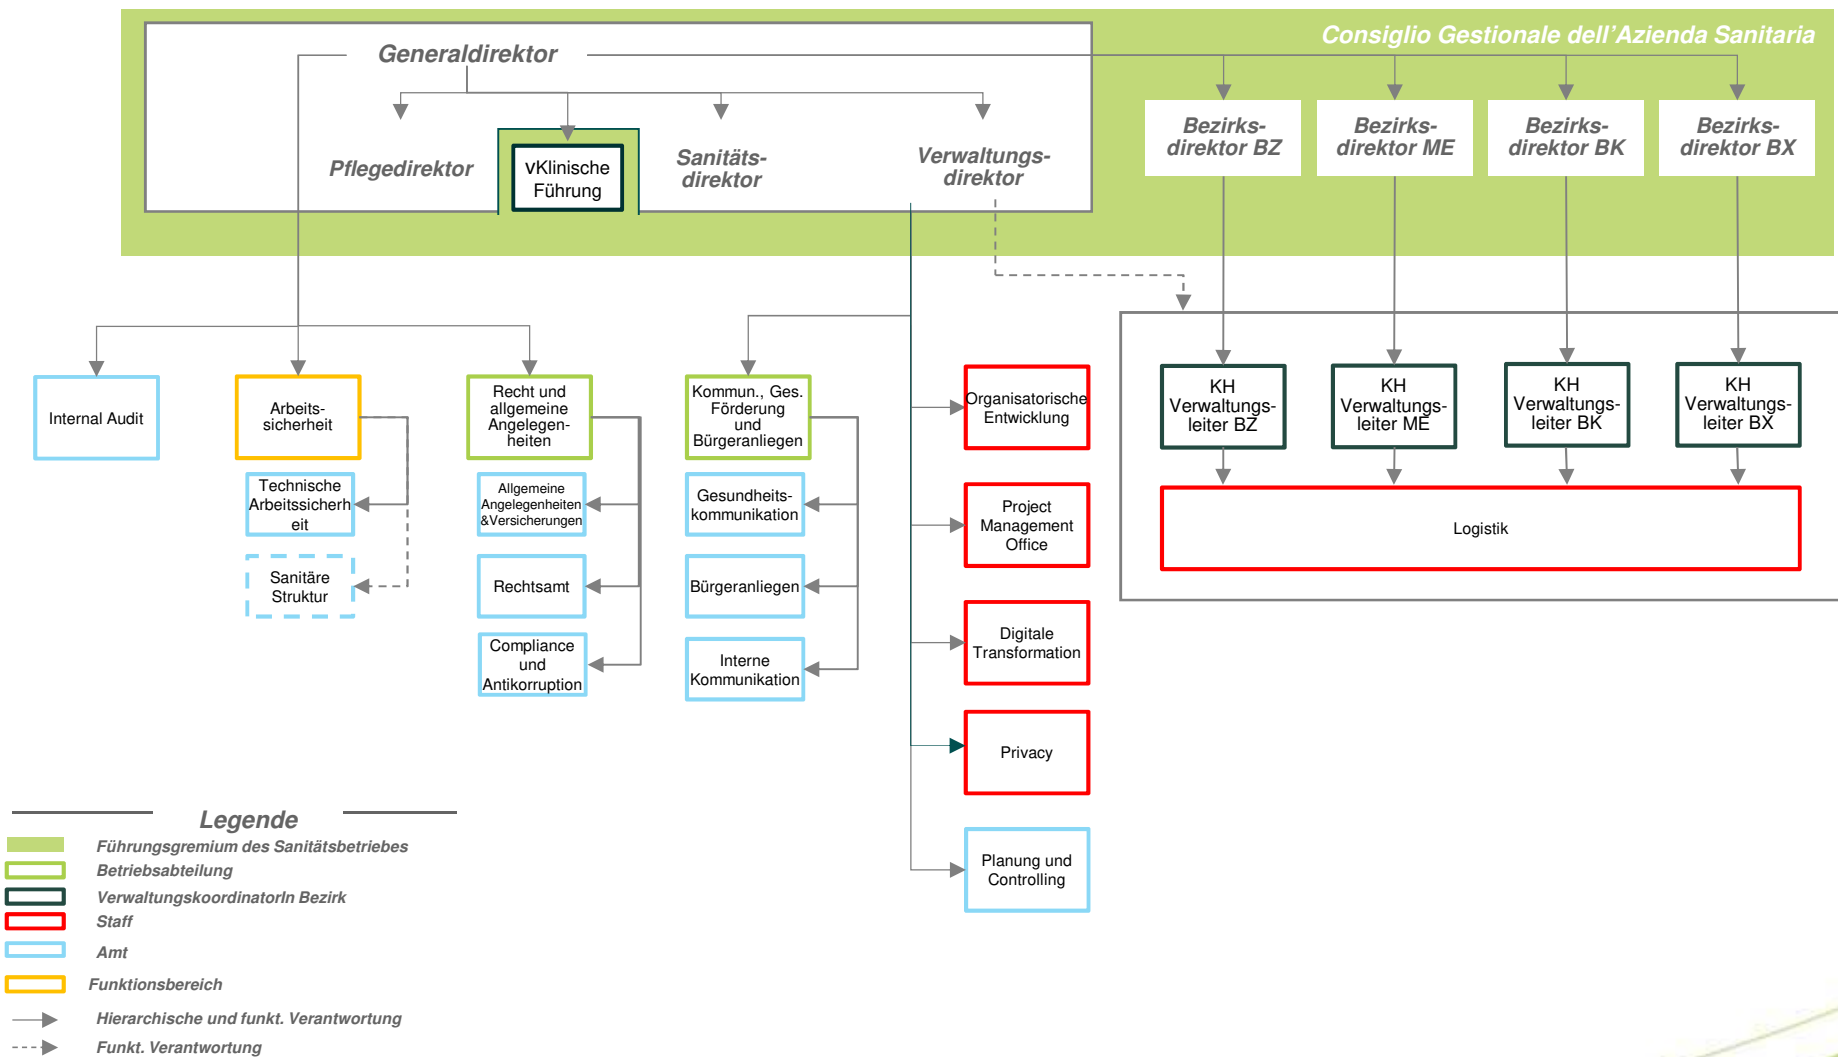 Consiglio Gestionale dell'Azienda Sanitaria
Generaldirektor
Pflegedirektor
vKlinische
Führung
Sanitäts-
direktor
Verwaltungs-
direktor
Bezirks-
direktor BZ
Bezirks-
direktor ME
Bezirks-
direktor BK
Bezirks-
direktor BX
Internal Audit
Arbeits-
sicherheit
Technische
Arbeitssicherh
eit
Sanitäre
Struktur
Recht und
allgemeine
Angelegen-
heiten
Allgemeine
Angelegenheiten
&Versicherungen
Rechtsamt
Compliance
und
Antikorruption
Kommun., Ges.
Förderung
und
Bürgeranliegen
Gesundheits-
kommunikation
Bürgeranliegen
Interne
Kommunikation
Organisatorische
Entwicklung
Project
Management
Office
Digitale
Transformation
Privacy
Planung und
Controlling
KH
Verwaltungs-
leiter BZ
KH
Verwaltungs-
leiter ME
KH
Verwaltungs-
leiter BK
KH
Verwaltungs-
leiter BX
Logistik
Legende
Führungsgremium des Sanitätsbetriebes
Betriebsabteilung
VerwaltungskoordinatorIn Bezirk
Staff
Amt
Funktionsbereich
Hierarchische und funkt. Verantwortung
Funkt. Verantwortung